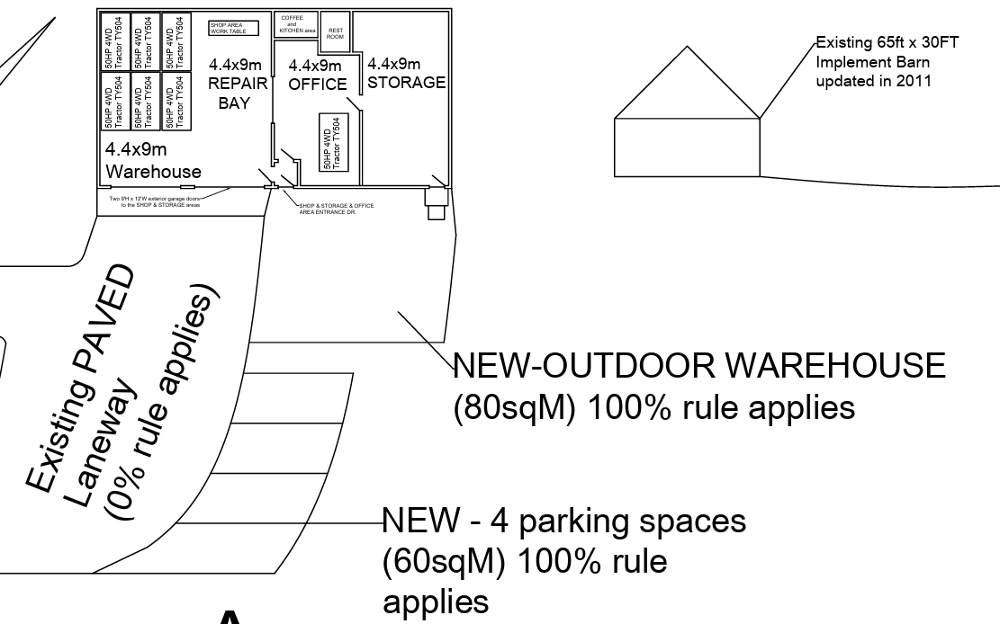 50HP 4WD
Tractor TY504
50HP 4WD
Tractor TY504
50HP 4WD
Tractor TY504
SHOP AREA
WORK TABLE
COFFEE
and
KITCHEN area
REST
ROOM
4.4x9m
REPAIR
BAY
4.4x9m
OFFICE
4.4x9m
STORAGE
50HP 4WD
Tractor TY504
50HP 4WD
Tractor TY504
50HP 4WD
Tractor TY504
50HP 4WD
Tractor TY504
4.4x9m
Warehouse
Two 9'H x 12'W exterior garage doors
to the SHOP & STORAGE areas
SHOP & STORAGE & OFFICE
AREA ENTRANCE DR.
Existing 65ft x 30FT
Implement Barn
updated in 2011
Existing PAVED
Laneway
(0% rule applies)
NEW-OUTDOOR WAREHOUSE
(80sqM) 100% rule applies
NEW - 4 parking spaces
(60sqM) 100% rule
applies